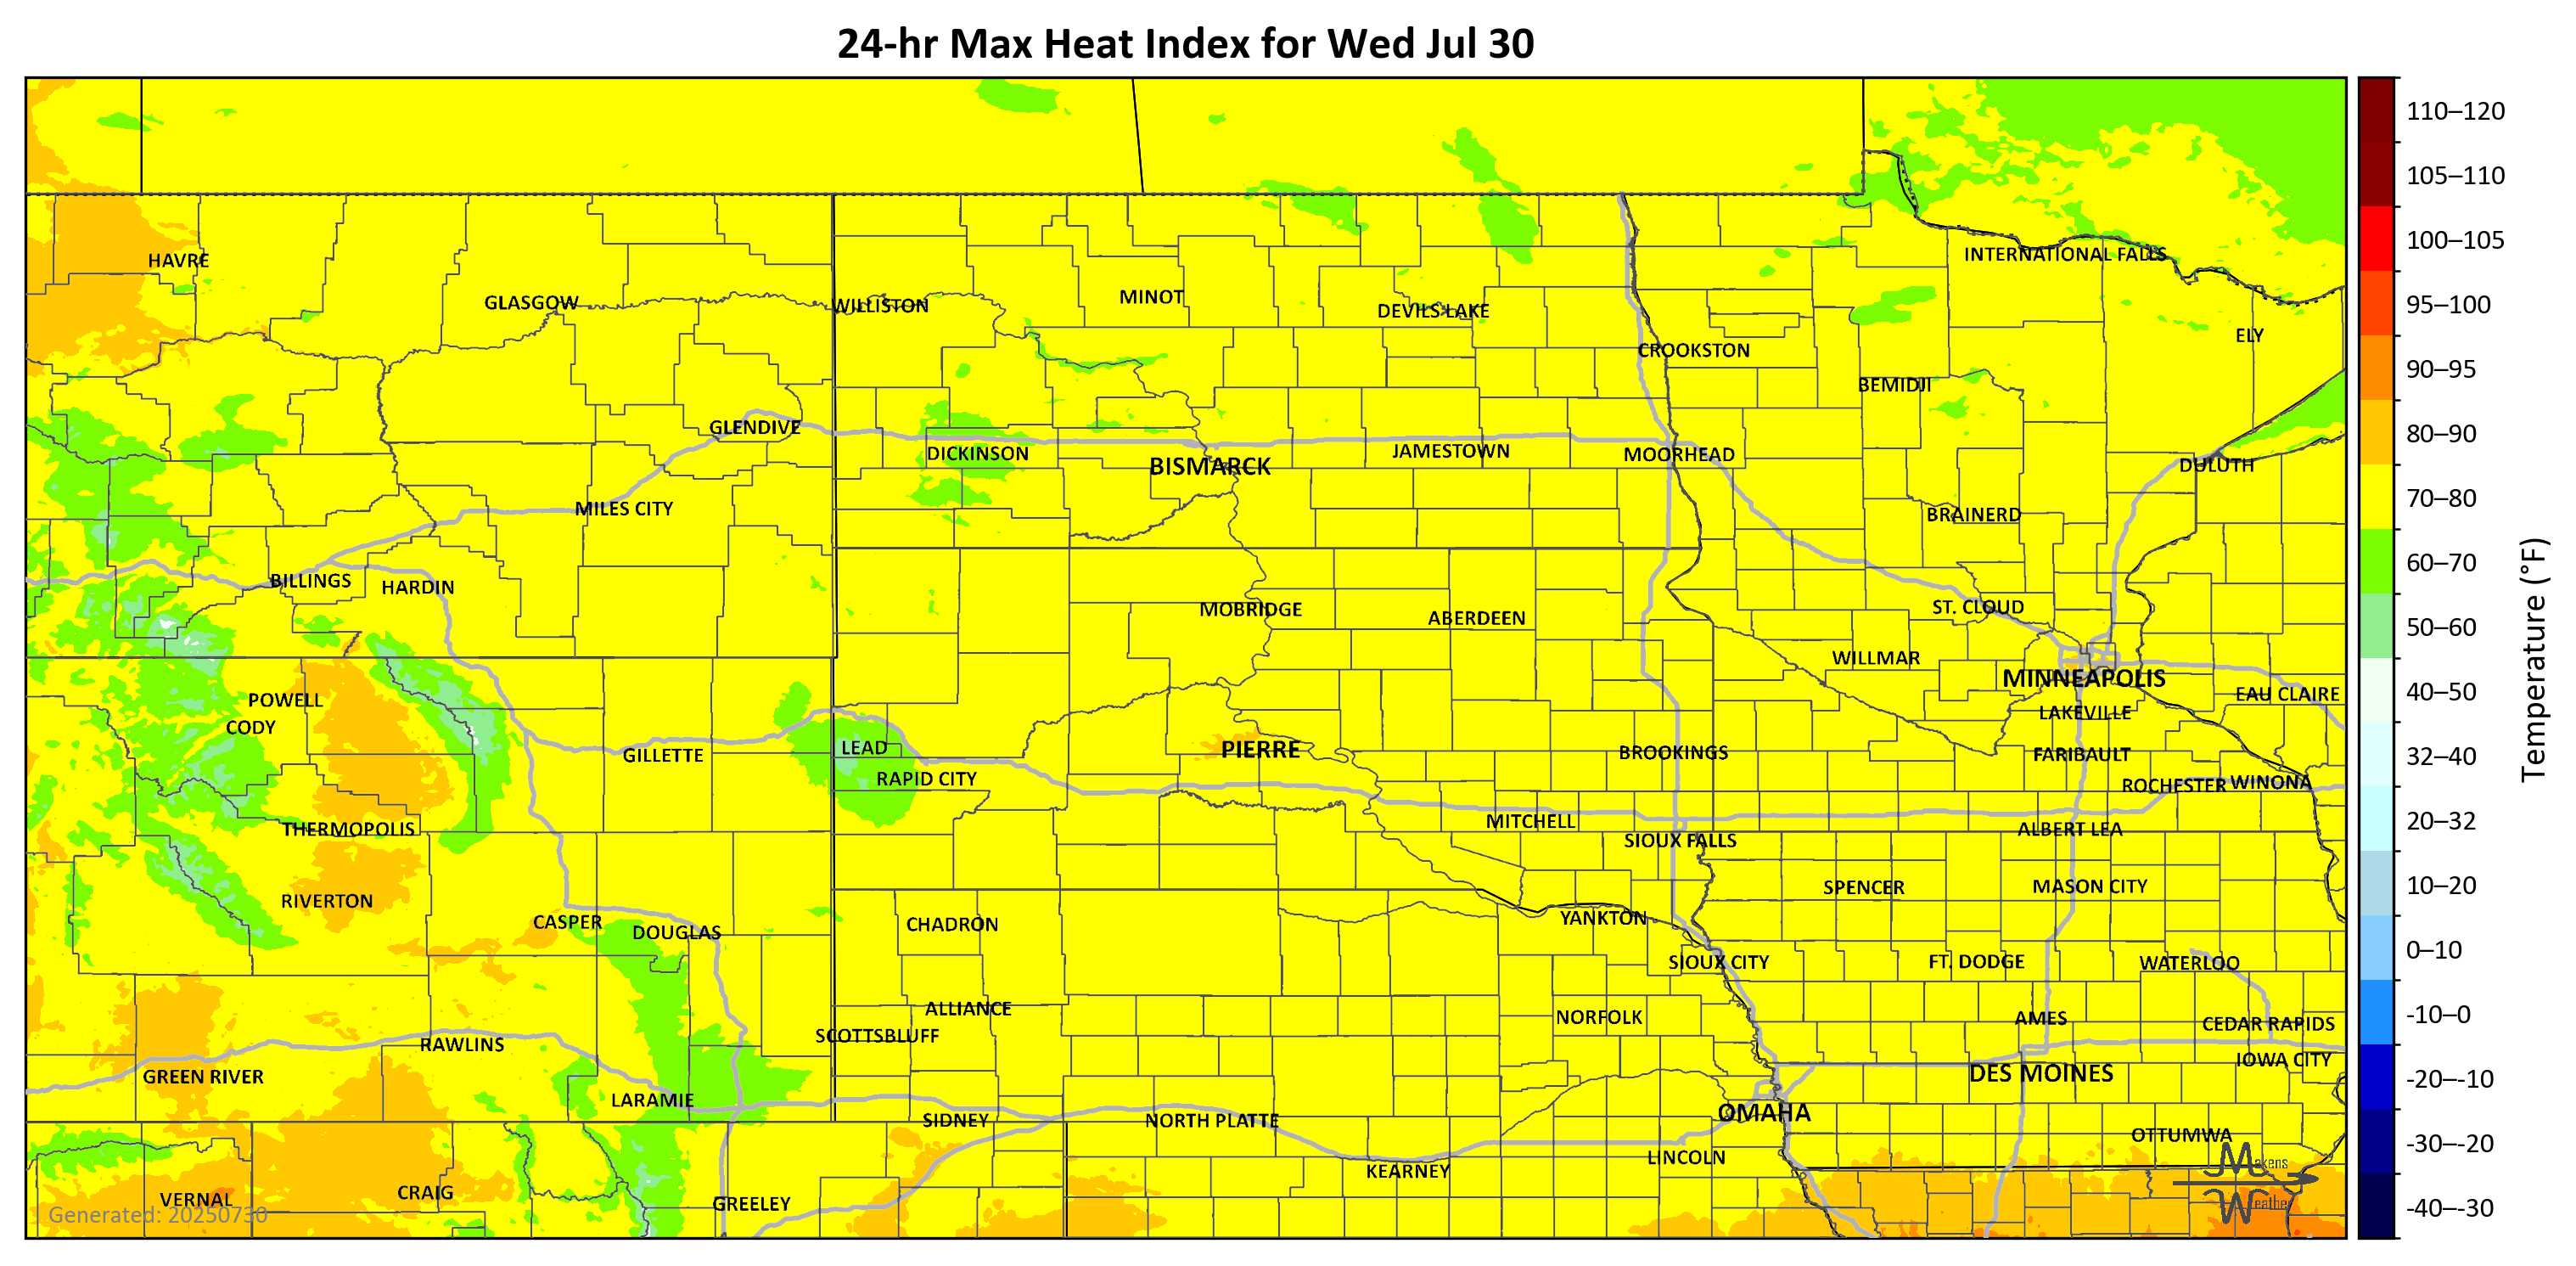 24-hr Max Heat Index for Wed Jul 30
110–120
105–110
100–105
95–100
90–95
80–90
70–80
60–70
50–60
40–50
32–40
20–32
10–20
0–10
-10–0
-20–-10
-30–-20
-40–-30
Temperature (°F)
HAVRE
INTERNATIONAL FALLS
GLASGOW
WILLISTON
MINOT
DEVILS LAKE
ELY
CROOKSTON
BEMIDJI
GLENDIVE
DICKINSON
BISMARCK
JAMESTOWN
MOORHEAD
DULUTH
MILES CITY
BRAINERD
BILLINGS
HARDIN
MOBRIDGE
ABERDEEN
ST. CLOUD
WILLMAR
MINNEAPOLIS
EAU CLAIRE
POWELL
CODY
LAKEVILLE
GILLETTE
LEAD
PIERRE
BROOKINGS
FARIBAULT
RAPID CITY
ROCHESTER
WINONA
THERMOPOLIS
MITCHELL
SIOUX FALLS
ALBERT LEA
RIVERTON
SPENCER
MASON CITY
CASPER
DOUGLAS
CHADRON
YANKTON
SIOUX CITY
FT. DODGE
WATERLOO
ALLIANCE
NORFOLK
AMES
CEDAR RAPIDS
SCOTTSBLUFF
RAWLINS
IOWA CITY
GREEN RIVER
DES MOINES
LARAMIE
SIDNEY
NORTH PLATTE
OMAHA
OTTUMWA
KEARNEY
LINCOLN
VERNAL
CRAIG
GREELEY
Makens
Weather
Generated: 20250730